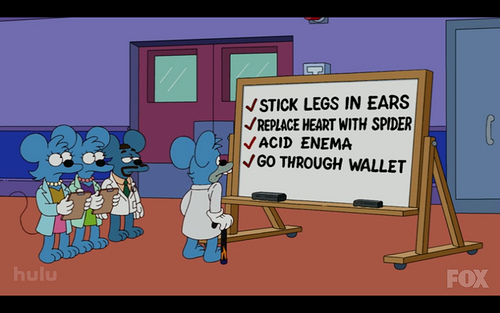 STICK LEGS IN EARS
REPLACE HEART WITH SPIDER
ACID ENEMA
GO THROUGH WALLET
hulu
FOX